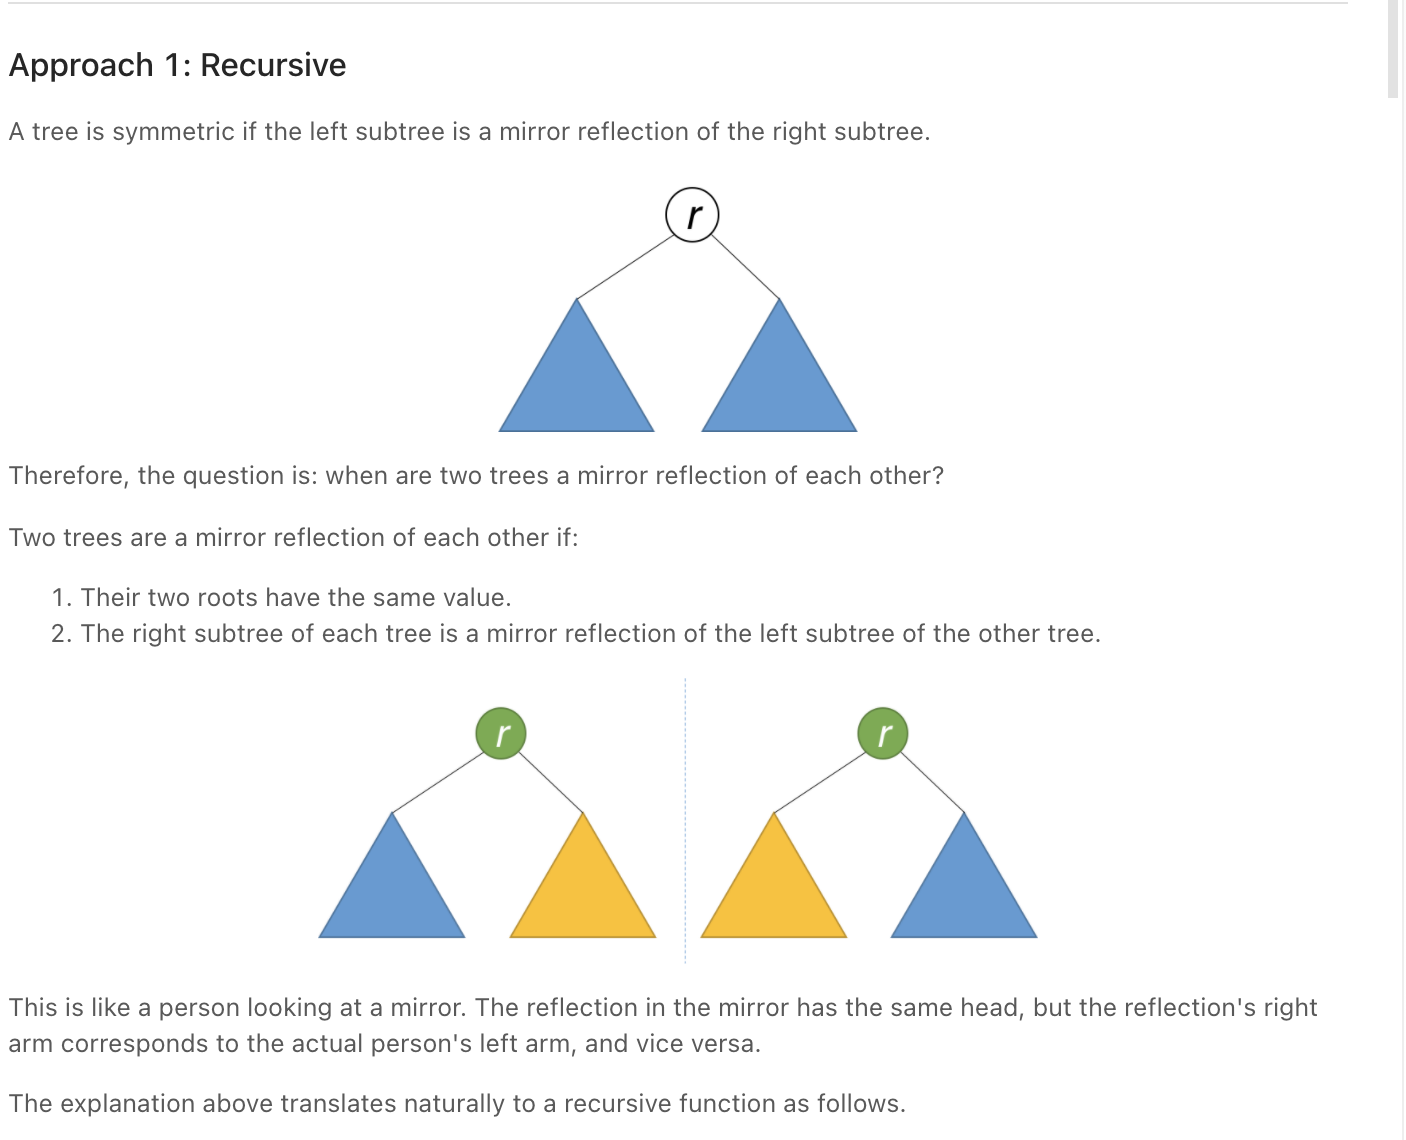 Approach 1: Recursive
A tree is symmetric if the left subtree is a mirror reflection of the right subtree.
r
Therefore, the question is: when are two trees a mirror reflection of each other?
Two trees are a mirror reflection of each other if:
1. Their two roots have the same value.
2. The right subtree of each tree is a mirror reflection of the left subtree of the other tree.
r r
This is like a person looking at a mirror. The reflection in the mirror has the same head, but the reflection's right
arm corresponds to the actual person's left arm, and vice versa.
The explanation above translates naturally to a recursive function as follows.